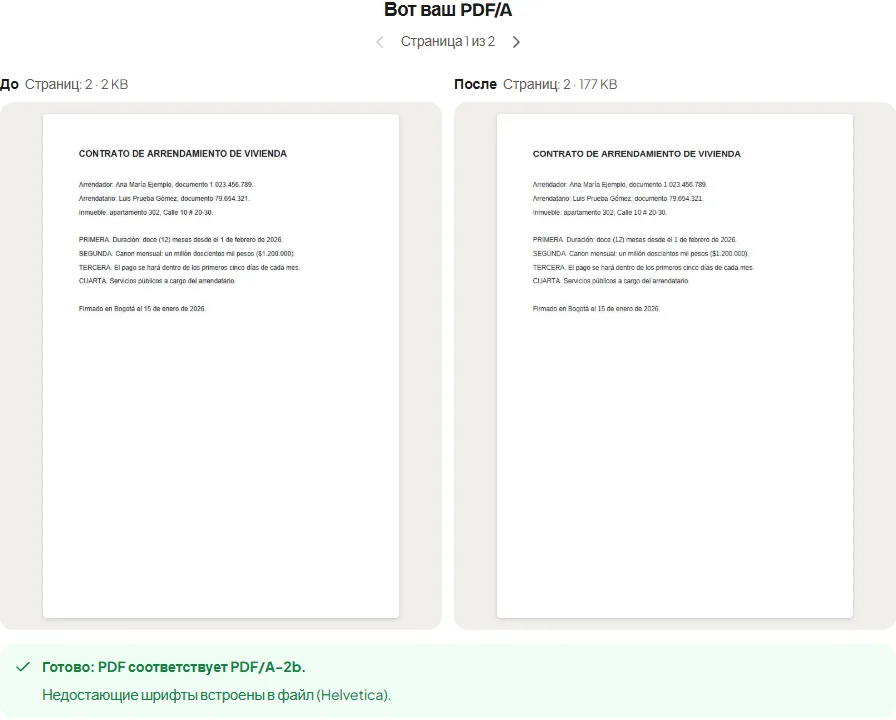 Вот ваш PDF/A
Страница 1 из 2
До Страниц: 2 · 2 KB
CONTRATO DE ARRENDAMIENTO DE VIVIENDA
Arrendador: Ana María Ejemplo, documento 1.023.456.789.
Arrendatario: Luis Prueba Gómez, documento 79.654.321.
Inmueble: apartamento 302, Calle 10 # 20-30.
PRIMERA. Duración: doce (12) meses desde el 1 de febrero de 2026.
SEGUNDA. Canon mensual: un millón doscientos mil pesos ($1.200.000).
TERCERA. El pago se hará dentro de los primeros cinco días de cada mes.
CUARTA. Servicios públicos a cargo del arrendatario.
Firmado en Bogotá el 15 de enero de 2026.
После Страниц: 2 · 177 KB
CONTRATO DE ARRENDAMIENTO DE VIVIENDA
Arrendador: Ana María Ejemplo, documento 1.023.456.789.
Arrendatario: Luis Prueba Gómez, documento 79.654.321.
Inmueble: apartamento 302, Calle 10 # 20-30.
PRIMERA. Duración: doce (12) meses desde el 1 de febrero de 2026.
SEGUNDA. Canon mensual: un millón doscientos mil pesos ($1.200.000).
TERCERA. El pago se hará dentro de los primeros cinco días de cada mes.
CUARTA. Servicios públicos a cargo del arrendatario.
Firmado en Bogotá el 15 de enero de 2026.
Готово: PDF соответствует PDF/A-2b.
Недостающие шрифты встроены в файл (Helvetica).